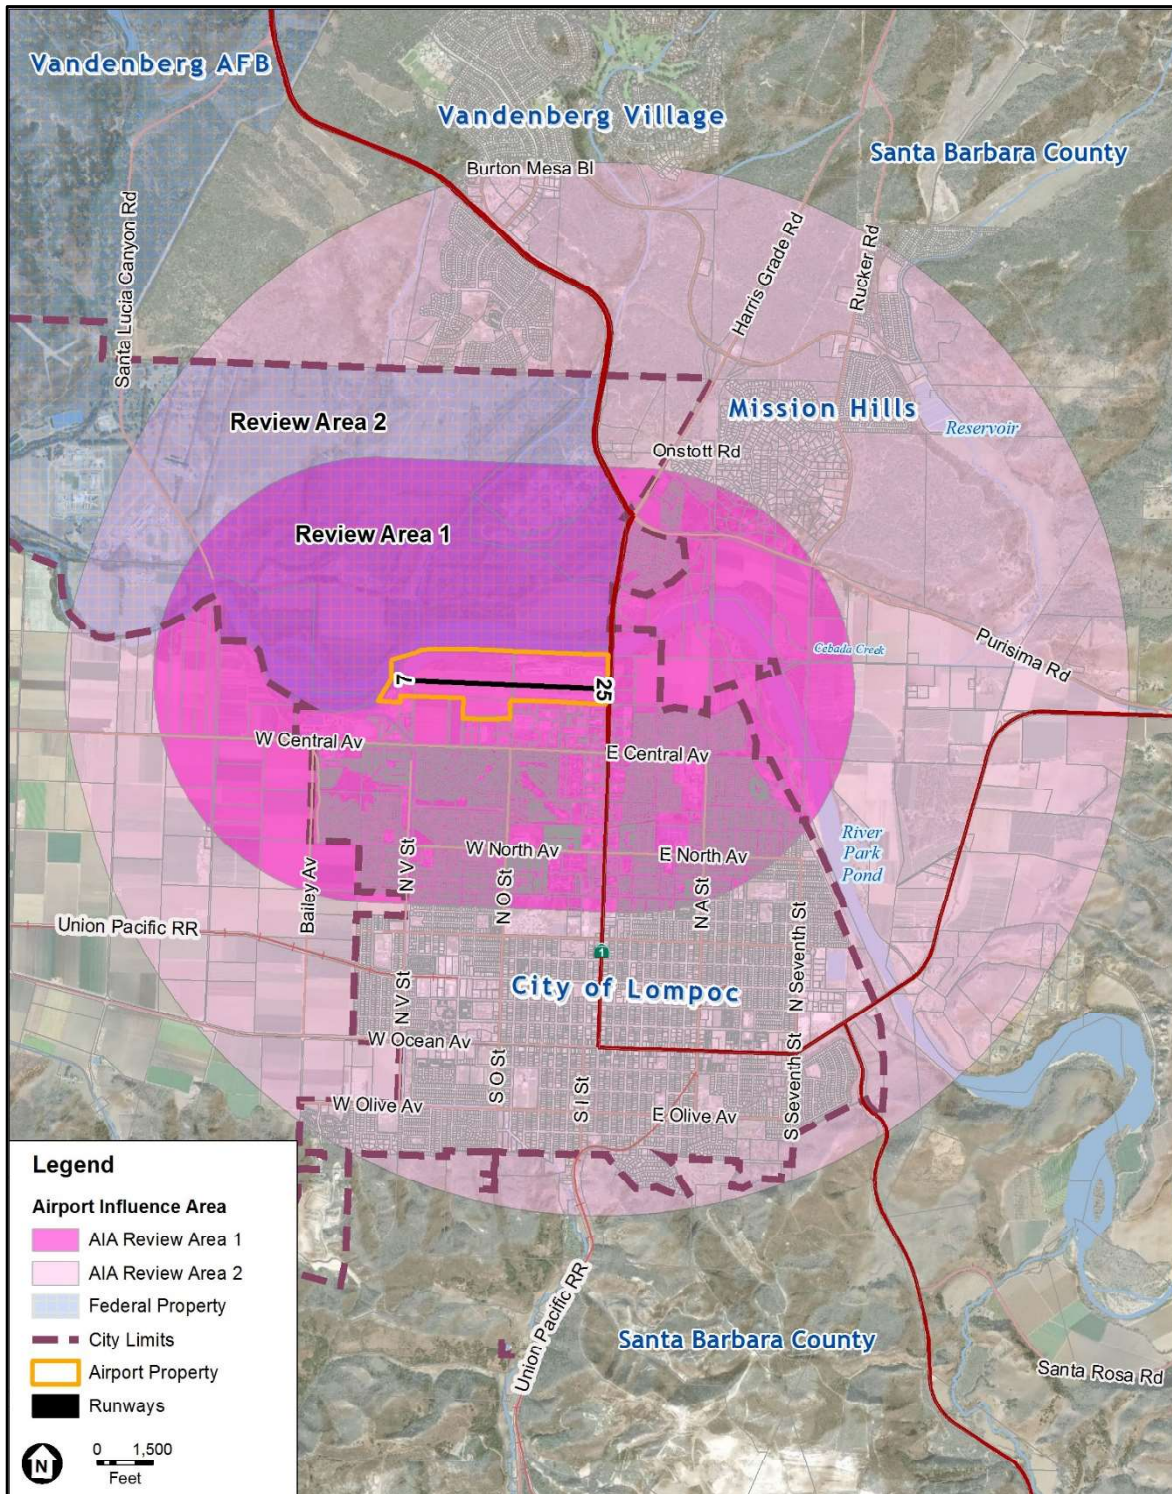 Vandenberg AFB
Vandenberg Village
Santa Barbara County
Burton Mesa Bl
Santa Lucia Canyon Rd
Harris Grade Rd
Rucker Rd
Review Area 2
Mission Hills
Reservoir
Onstott Rd
Review Area 1
Cebada Creek
Purisima Rd
7
25
W Central Av
E Central Av
River
Park
Pond
W North Av
E North Av
Bailey Av
N V St
N O St
N A St
N Seventh St
Union Pacific RR
1
City of Lompoc
N V St
W Ocean Av
S O St
S I St
S Seventh St
W Olive Av
E Olive Av
Union Pacific RR
Santa Barbara County
Santa Rosa Rd
Legend
Airport Influence Area
AIA Review Area 1
AIA Review Area 2
Federal Property
City Limits
Airport Property
Runways
N
0 1,500
Feet